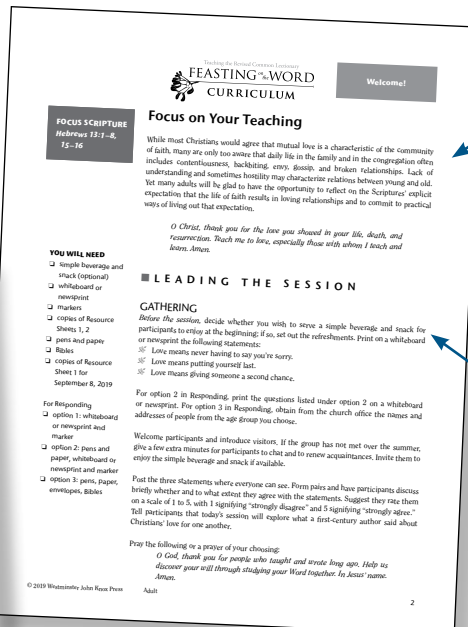 Teaching the Revised Common Lectionary
FEASTING on the WORD
CURRICULUM
Welcome!
FOCUS SCRIPTURE
Hebrews 13:1–8,
15–16
Focus on Your Teaching
While most Christians would agree that mutual love is a characteristic of the community
of faith, many are only too aware that daily life in the family and in the congregation often
includes contentiousness, backbiting, envy, gossip, and broken relationships. Lack of
understanding and sometimes hostility may characterize relations between young and old.
Yet many adults will be glad to have the opportunity to reflect on the Scriptures' explicit
expectation that the life of faith results in loving relationships and to commit to practical
ways of living out that expectation.
O Christ, thank you for the love you showed in your life, death, and
resurrection. Teach me to love, especially those with whom I teach and
learn. Amen.
YOU WILL NEED
❑ simple beverage and
snack (optional)
❑ whiteboard or
newsprint
❑ markers
❑ copies of Resource
Sheets 1, 2
❑ pens and paper
❑ Bibles
❑ copies of Resource
Sheet 1 for
September 8, 2019
For Responding
❑ option 1: whiteboard
or newsprint and
marker
❑ option 2: pens and
paper, whiteboard or
newsprint and marker
❑ option 3: pens, paper,
envelopes, Bibles
■ LEADING THE SESSION
GATHERING
Before the session, decide whether you wish to serve a simple beverage and snack for
participants to enjoy at the beginning; if so, set out the refreshments. Print on a whiteboard
or newsprint the following statements:
Love means never having to say you're sorry.
Love means putting yourself last.
Love means giving someone a second chance.
For option 2 in Responding, print the questions listed under option 2 on a whiteboard
or newsprint. For option 3 in Responding, obtain from the church office the names and
addresses of people from the age group you choose.
Welcome participants and introduce visitors. If the group has not met over the summer,
give a few extra minutes for participants to chat and to renew acquaintances. Invite them to
enjoy the simple beverage and snack if available.
Post the three statements where everyone can see. Form pairs and have participants discuss
briefly whether and to what extent they agree with the statements. Suggest they rate them
on a scale of 1 to 5, with 1 signifying "strongly disagree" and 5 signifying "strongly agree."
Tell participants that today's session will explore what a first-century author said about
Christians' love for one another.
Pray the following or a prayer of your choosing:
O God, thank you for people who taught and wrote long ago. Help us
discover your will through studying your Word together. In Jesus' name.
Amen.
© 2019 Westminster John Knox Press
Adult
2